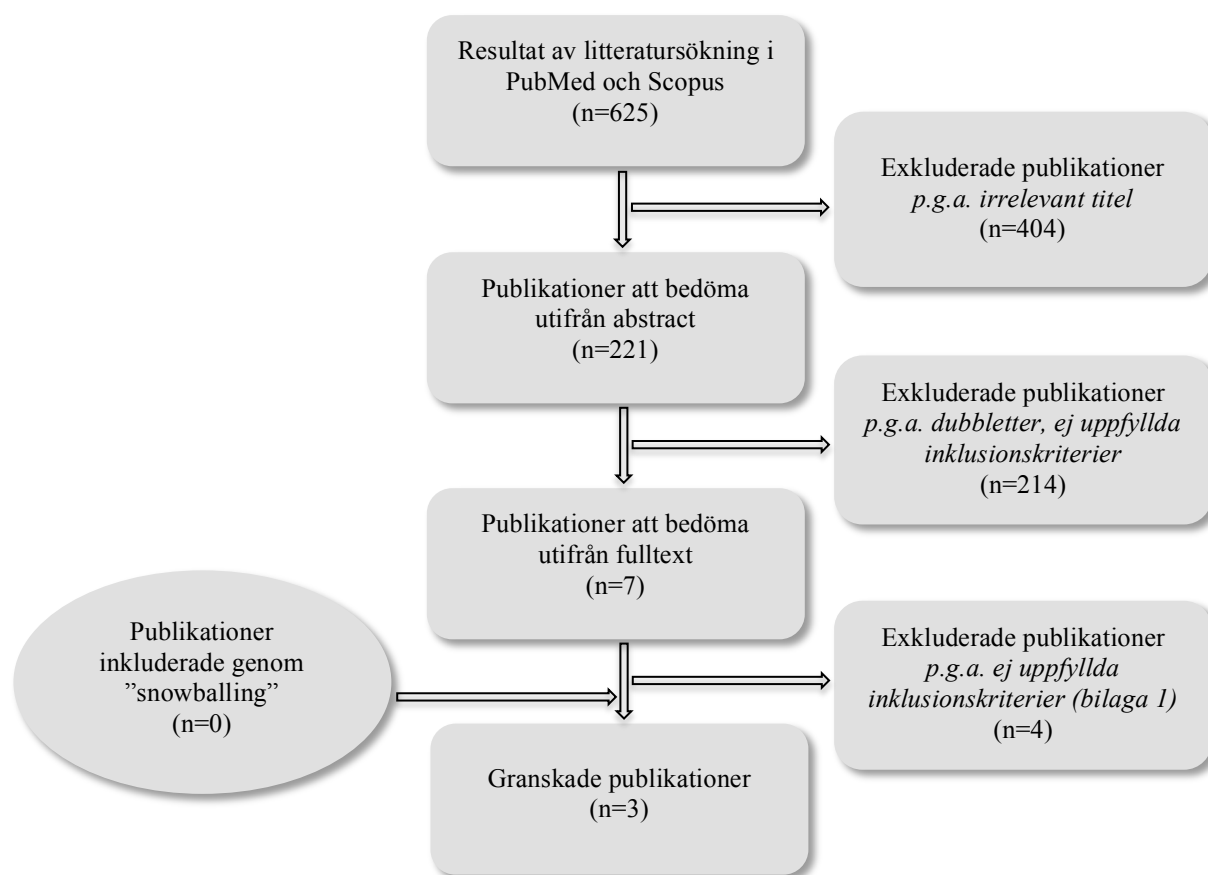 Resultat av litteratursökning i
PubMed och Scopus
(n=625)
Exkluderade publikationer
p.g.a. irrelevant titel
(n=404)
Publikationer att bedöma
utifrån abstract
(n=221)
Exkluderade publikationer
p.g.a. dubbletter, ej uppfyllda
inklusionskriterier
(n=214)
Publikationer att bedöma
utifrån fulltext
(n=7)
Publikationer
inkluderade genom
”snowballing”
(n=0)
Exkluderade publikationer
p.g.a. ej uppfyllda
inklusionskriterier (bilaga 1)
(n=4)
Granskade publikationer
(n=3)